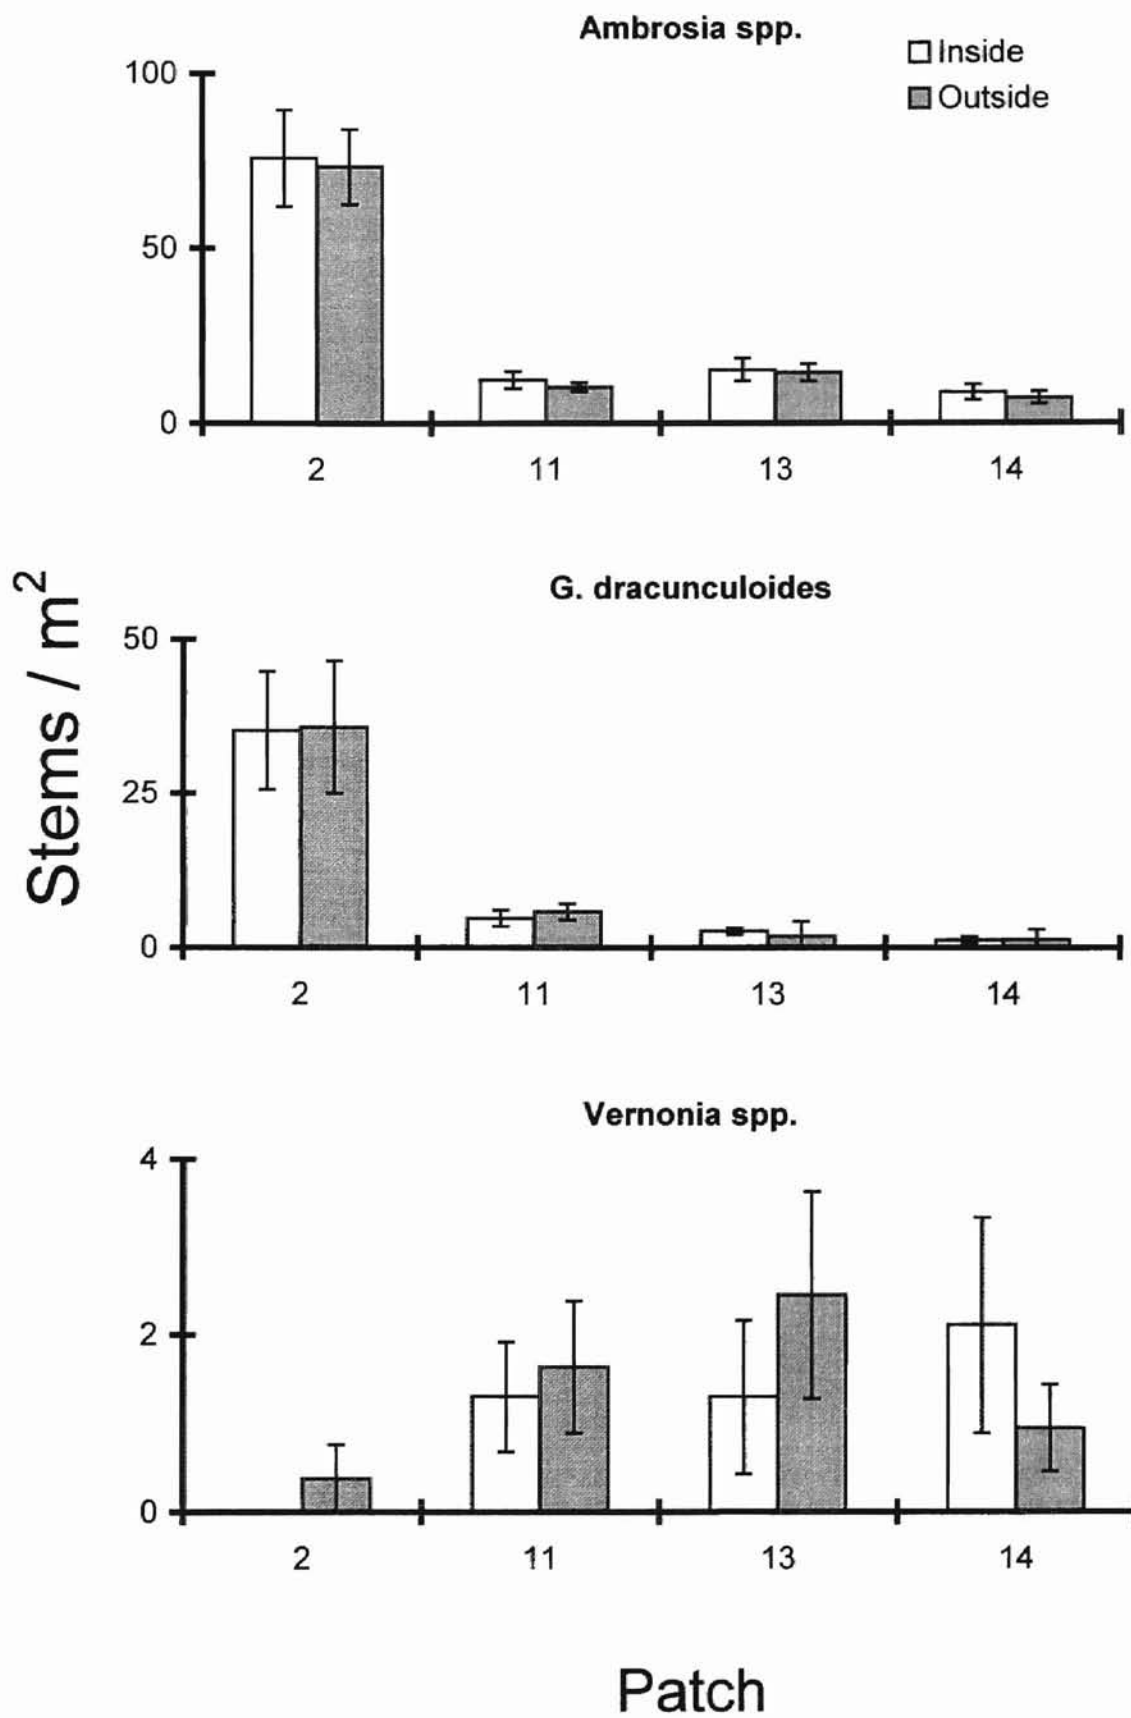 Ambrosia spp.
Inside
Outside
100
50
0
2 11 13 14
Stems / m²
G. dracunculoides
50
25
0
2 11 13 14
Vernonia spp.
4
2
0
2 11 13 14
Patch